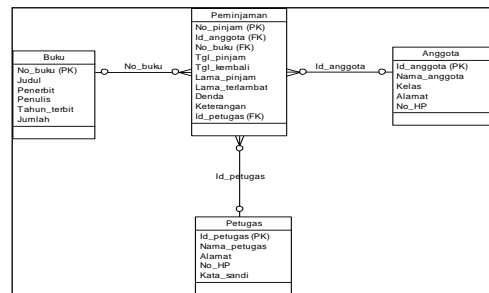 Peminjaman
No_pinjam (PK)
Id_anggota (FK)
No_buku (FK)
Tgl_pinjam
Tgl_kembali
Lama_pinjam
Lama_terlambat
Denda
Keterangan
Id_petugas (FK)
Buku
No_buku (PK)
Judul
Penerbit
Penulis
Tahun_terbit
Jumlah
No_buku
Id_anggota
Anggota
Id_anggota (PK)
Nama_anggota
Kelas
Alamat
No_HP
Id_petugas
Petugas
Id_petugas (PK)
Nama_petugas
Alamat
No_HP
Kata_sandi